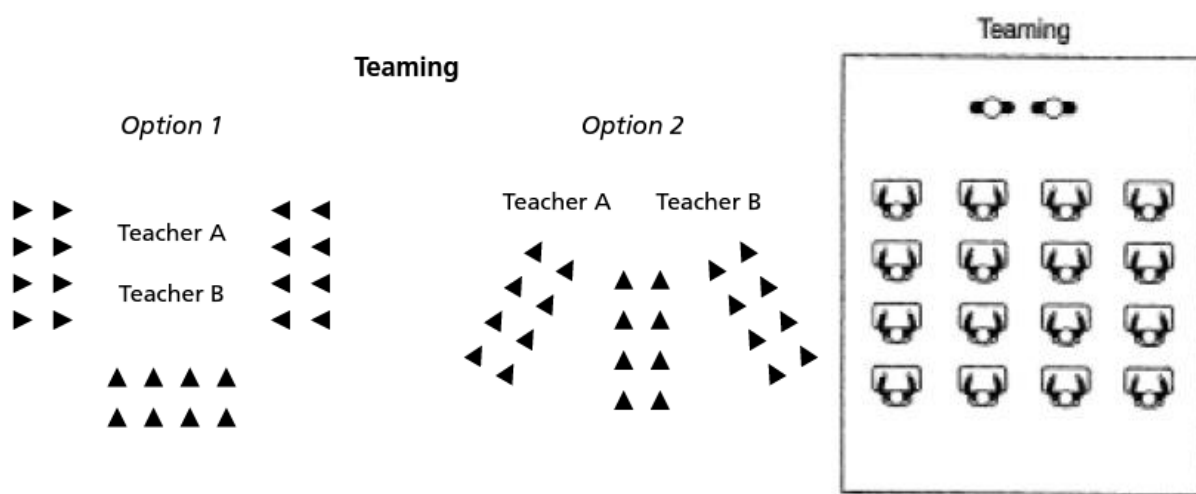 Teaming
Teaming
Option 1
Option 2
Teacher A
Teacher B
Teacher A
Teacher B